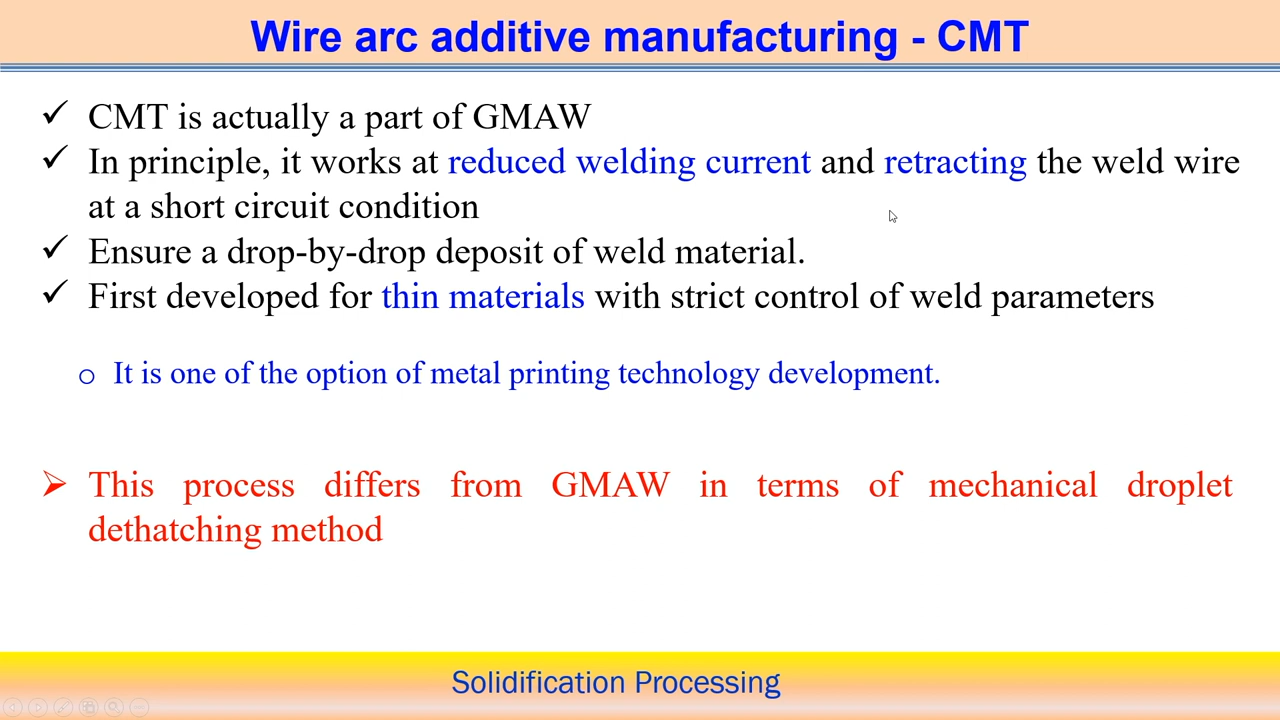 Wire arc additive manufacturing - CMT
✓ CMT is actually a part of GMAW
✓ In principle, it works at reduced welding current and retracting the weld wire
at a short circuit condition
✓ Ensure a drop-by-drop deposit of weld material.
✓ First developed for thin materials with strict control of weld parameters
o It is one of the option of metal printing technology development.
➢ This process differs from GMAW in terms of mechanical droplet
dethatching method
Solidification Processing